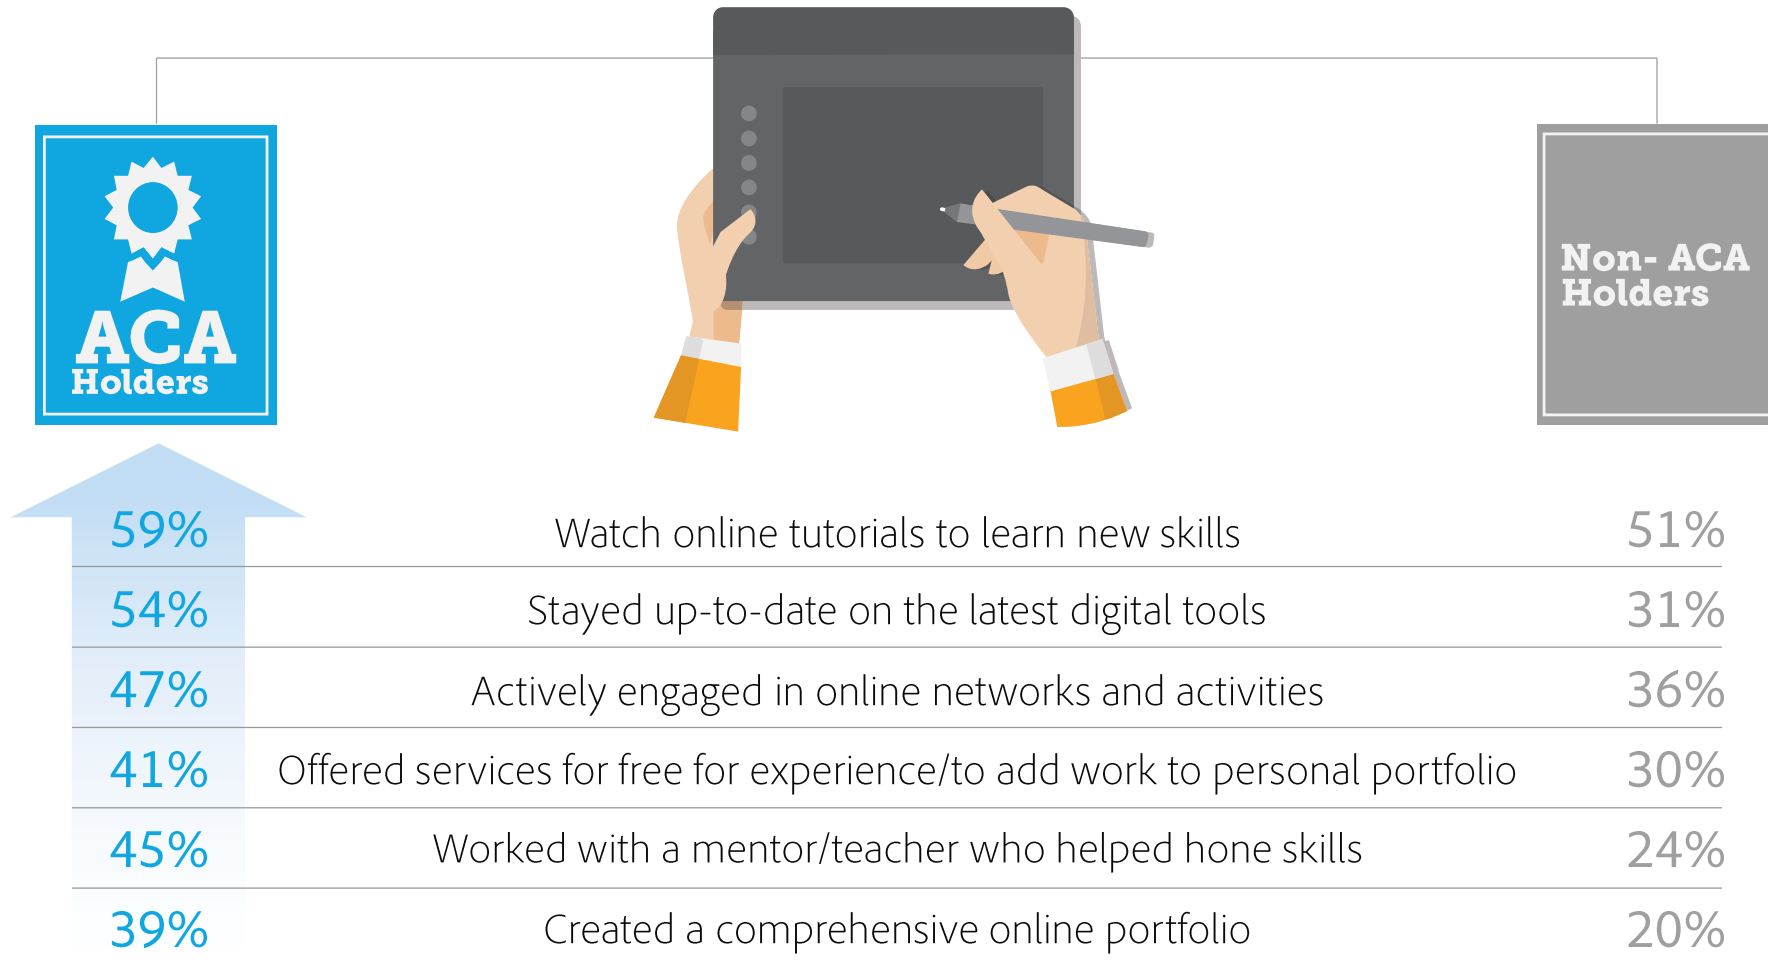 ACA
Holders
Non- ACA
Holders
59% Watch online tutorials to learn new skills 51%
54% Stayed up-to-date on the latest digital tools 31%
47% Actively engaged in online networks and activities 36%
41% Offered services for free for experience/to add work to personal portfolio 30%
45% Worked with a mentor/teacher who helped hone skills 24%
39% Created a comprehensive online portfolio 20%